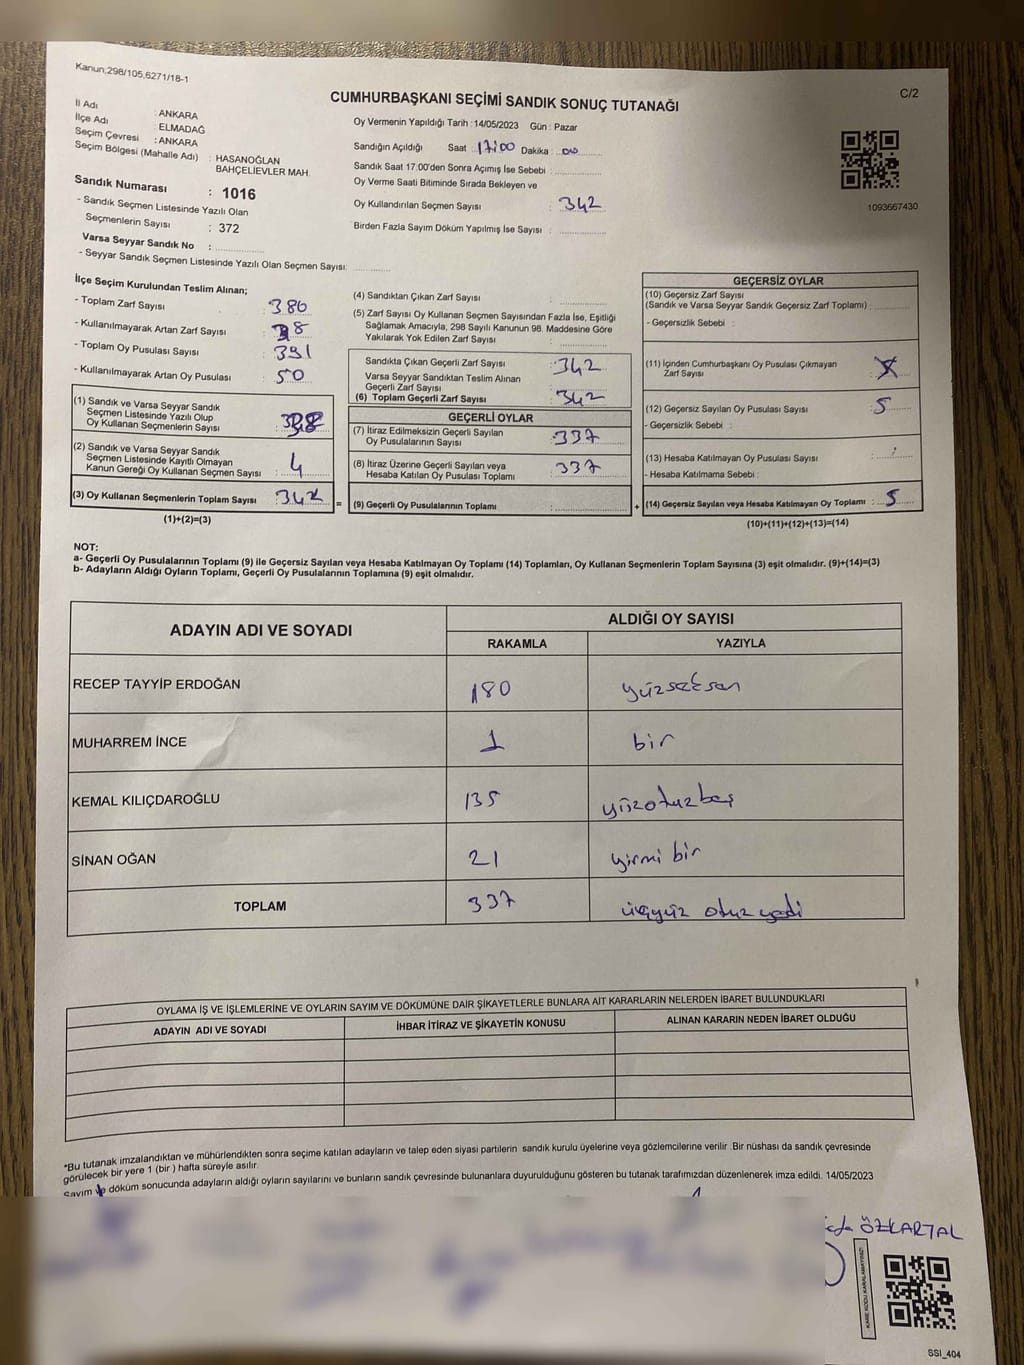 Kanun;298/105,6271/18-1
C/2
CUMHURBAŞKANI SEÇİMİ SANDIK SONUÇ TUTANAĞI
İl Adı : ANKARA
İlçe Adı : ELMADAĞ
Seçim Çevresi : ANKARA
Seçim Bölgesi (Mahalle Adı) : HASANOĞLAN
BAHÇELİEVLER MAH.
Sandık Numarası : 1016
- Sandık Seçmen Listesinde Yazılı Olan
Seçmenlerin Sayısı : 372
Varsa Seyyar Sandık No :
- Seyyar Sandık Seçmen Listesinde Yazılı Olan Seçmen Sayısı:
Oy Vermenin Yapıldığı Tarih : 14/05/2023 Gün : Pazar
Sandığın Açıldığı Saat : 17:00 Dakika : 00
Sandık Saat 17:00'den Sonra Açımış İse Sebebi :
Oy Verme Saati Bitiminde Sırada Bekleyen ve
Oy Kullandırılan Seçmen Sayısı : 342
Birden Fazla Sayım Döküm Yapılmış İse Sayısı :
1093667430
İlçe Seçim Kurulundan Teslim Alınan;
- Toplam Zarf Sayısı : 380
- Kullanılmayarak Artan Zarf Sayısı : 38
- Toplam Oy Pusulası Sayısı : 391
- Kullanılmayarak Artan Oy Pusulası : 50
(1) Sandık ve Varsa Seyyar Sandık
Seçmen Listesinde Yazılı Olup
Oy Kullanan Seçmenlerin Sayısı :
(2) Sandık ve Varsa Seyyar Sandık
Seçmen Listesinde Kayıtlı Olmayan
Kanun Gereği Oy Kullanan Seçmen Sayısı : 4
(3) Oy Kullanan Seçmenlerin Toplam Sayısı : 342 =
(1)+(2)=(3)
(4) Sandıktan Çıkan Zarf Sayısı :
(5) Zarf Sayısı Oy Kullanan Seçmen Sayısından Fazla İse, Eşitliği
Sağlamak Amacıyla, 298 Sayılı Kanunun 98. Maddesine Göre
Yakılarak Yok Edilen Zarf Sayısı :
Sandıkta Çıkan Geçerli Zarf Sayısı : 342
Varsa Seyyar Sandıktan Teslim Alınan
Geçerli Zarf Sayısı :
(6) Toplam Geçerli Zarf Sayısı : 342
GEÇERLİ OYLAR
(7) İtiraz Edilmeksizin Geçerli Sayılan
Oy Pusulalarının Sayısı : 337
(8) İtiraz Üzerine Geçerli Sayılan veya
Hesaba Katılan Oy Pusulası Toplamı : 337
(9) Geçerli Oy Pusulalarının Toplamı : +
GEÇERSİZ OYLAR
(10) Geçersiz Zarf Sayısı
(Sandık ve Varsa Seyyar Sandık Geçersiz Zarf Toplamı) :
- Geçersizlik Sebebi :
(11) İçinden Cumhurbaşkanı Oy Pusulası Çıkmayan
Zarf Sayısı :
(12) Geçersiz Sayılan Oy Pusulası Sayısı : 5
- Geçersizlik Sebebi :
(13) Hesaba Katılmayan Oy Pusulası Sayısı :
- Hesaba Katılmama Sebebi :
(14) Geçersiz Sayılan veya Hesaba Katılmayan Oy Toplamı : 5
(10)+(11)+(12)+(13)=(14)
NOT:
a- Geçerli Oy Pusulalarının Toplamı (9) ile Geçersiz Sayılan veya Hesaba Katılmayan Oy Toplamı (14) Toplamları, Oy Kullanan Seçmenlerin Toplam Sayısına (3) eşit olmalıdır. (9)+(14)=(3)
b- Adayların Aldığı Oyların Toplamı, Geçerli Oy Pusulalarının Toplamına (9) eşit olmalıdır.
ADAYIN ADI VE SOYADI
ALDIĞI OY SAYISI
RAKAMLA YAZIYLA
RECEP TAYYİP ERDOĞAN 180 yüzseksen
MUHARREM İNCE 1 bir
KEMAL KILIÇDAROĞLU 135 yüzotuzbeş
SİNAN OĞAN 21 yirmi bir
TOPLAM 337 üçyüz otuz yedi
OYLAMA İŞ VE İŞLEMLERİNE VE OYLARIN SAYIM VE DÖKÜMÜNE DAİR ŞİKAYETLERLE BUNLARA AİT KARARLARIN NELERDEN İBARET BULUNDUKLARI
ADAYIN ADI VE SOYADI İHBAR İTİRAZ VE ŞİKAYETİN KONUSU ALINAN KARARIN NEDEN İBARET OLDUĞU
*Bu tutanak imzalandıktan ve mühürlendikten sonra seçime katılan adayların ve talep eden siyasi partilerin sandık kurulu üyelerine veya gözlemcilerine verilir .Bir nüshası da sandık çevresinde
görülecek bir yere 1 (bir ) hafta süreyle asılır.
Sayım ve döküm sonucunda adayların aldığı oyların sayılarını ve bunların sandık çevresinde bulunanlara duyurulduğunu gösteren bu tutanak tarafımızdan düzenlenerek imza edildi. 14/05/2023
ÖZKARTAL
KARE KODU KARALAMAYINIZ!
SSI_404